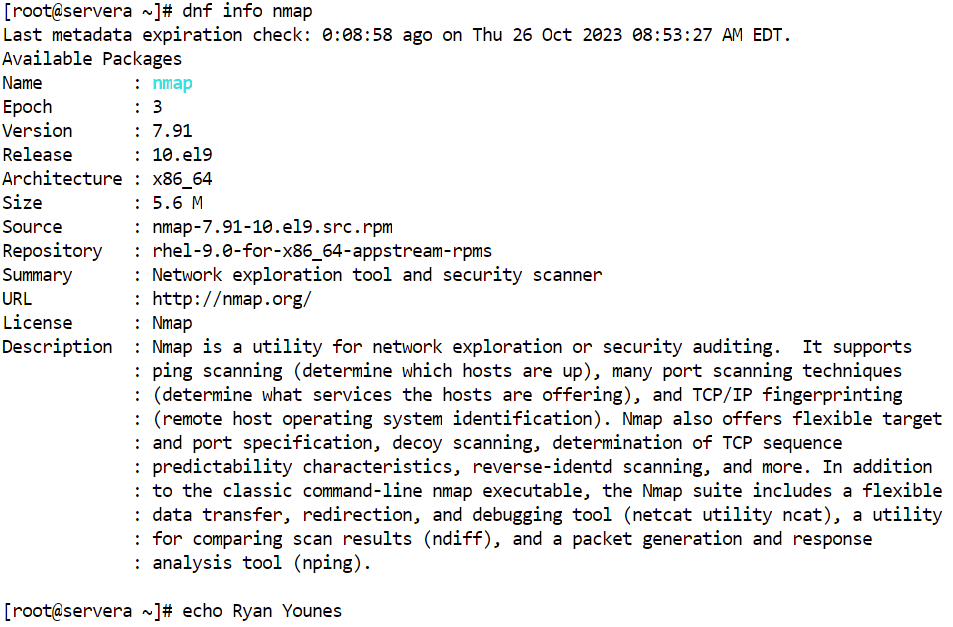 [root@servera ~]# dnf info nmap
Last metadata expiration check: 0:08:58 ago on Thu 26 Oct 2023 08:53:27 AM EDT.
Available Packages
Name         : nmap
Epoch        : 3
Version      : 7.91
Release      : 10.el9
Architecture : x86_64
Size         : 5.6 M
Source       : nmap-7.91-10.el9.src.rpm
Repository   : rhel-9.0-for-x86_64-appstream-rpms
Summary      : Network exploration tool and security scanner
URL          : http://nmap.org/
License      : Nmap
Description  : Nmap is a utility for network exploration or security auditing.  It supports
             : ping scanning (determine which hosts are up), many port scanning techniques
             : (determine what services the hosts are offering), and TCP/IP fingerprinting
             : (remote host operating system identification). Nmap also offers flexible target
             : and port specification, decoy scanning, determination of TCP sequence
             : predictability characteristics, reverse-identd scanning, and more. In addition
             : to the classic command-line nmap executable, the Nmap suite includes a flexible
             : data transfer, redirection, and debugging tool (netcat utility ncat), a utility
             : for comparing scan results (ndiff), and a packet generation and response
             : analysis tool (nping).
[root@servera ~]# echo Ryan Younes